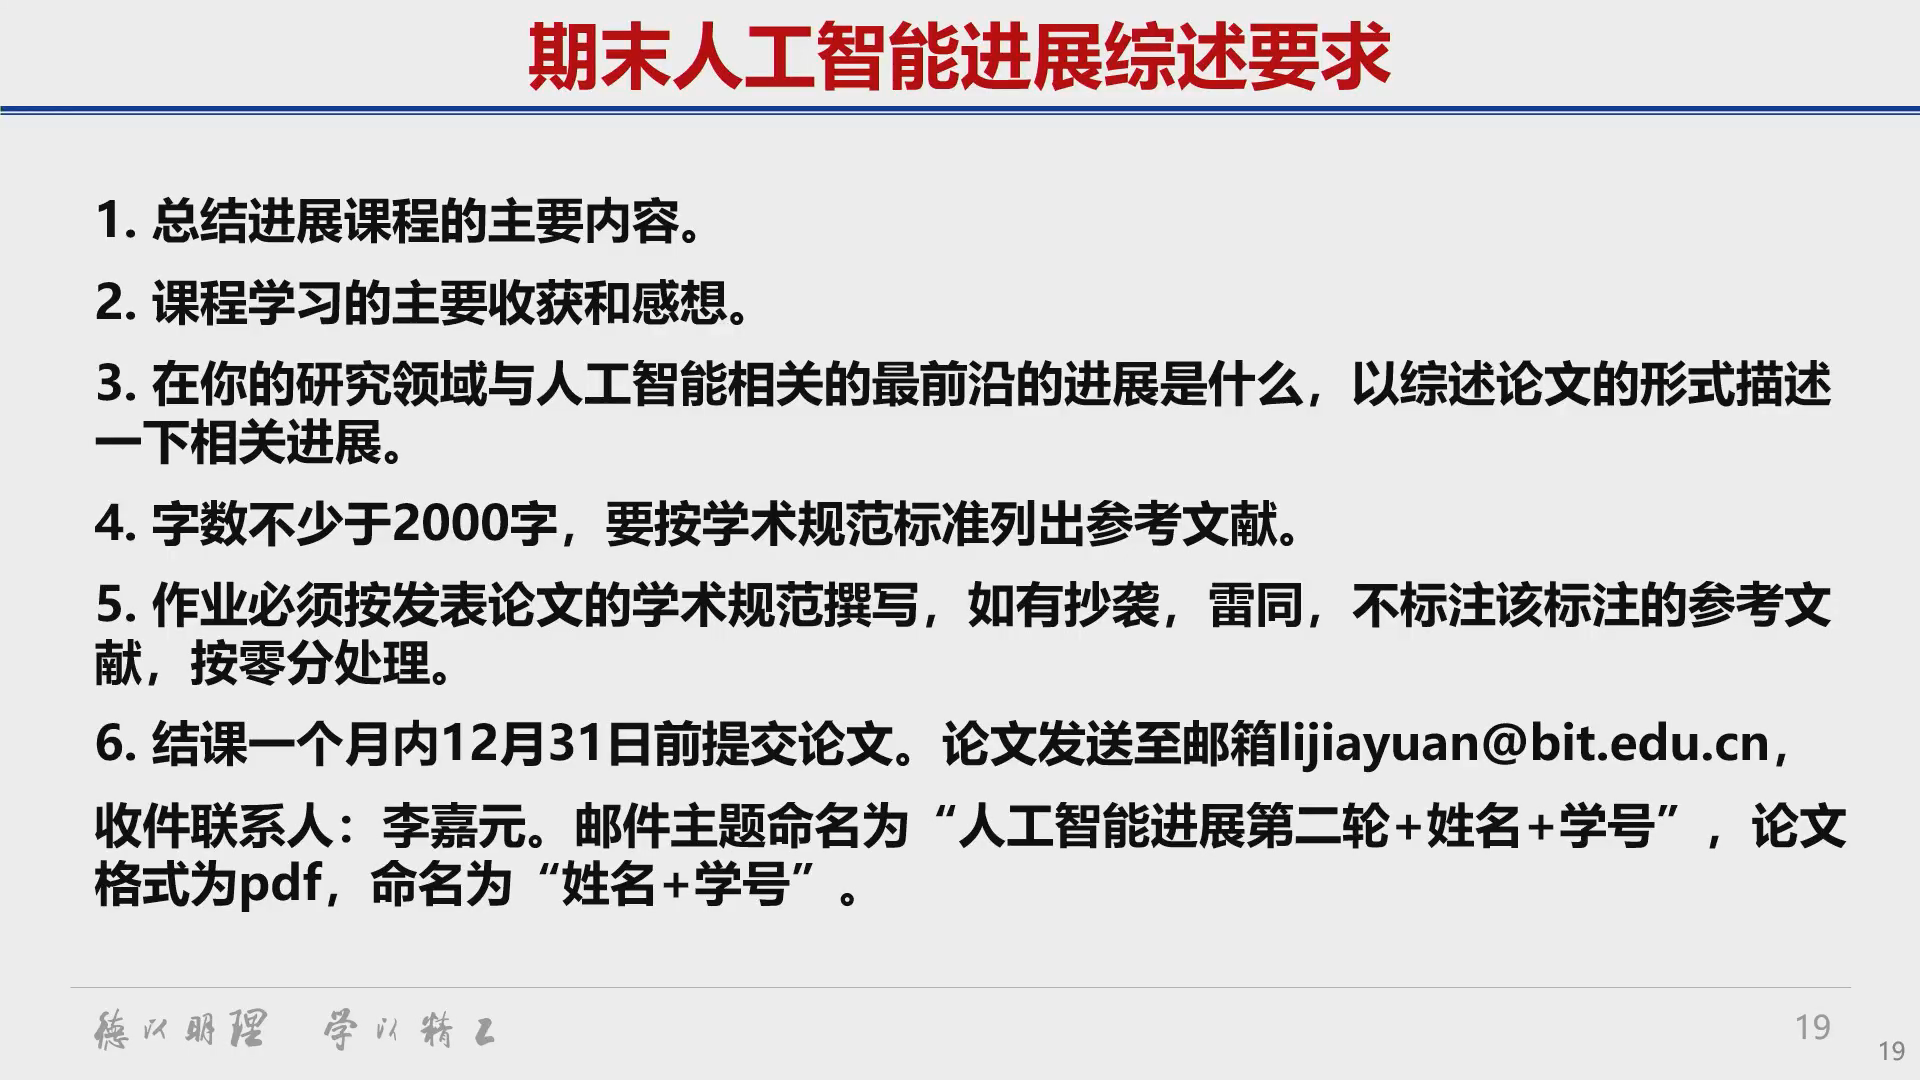 期末人工智能进展综述要求
1. 总结进展课程的主要内容。
2. 课程学习的主要收获和感想。
3. 在你的研究领域与人工智能相关的最前沿的进展是什么，以综述论文的形式描述
一下相关进展。
4. 字数不少于2000字，要按学术规范标准列出参考文献。
5. 作业必须按发表论文的学术规范撰写，如有抄袭，雷同，不标注该标注的参考文
献，按零分处理。
6. 结课一个月内12月31日前提交论文。论文发送至邮箱lijiayuan@bit.edu.cn，
收件联系人：李嘉元。邮件主题命名为“人工智能进展第二轮+姓名+学号”，论文
格式为pdf，命名为“姓名+学号”。
德以明理 学以精工
19
19